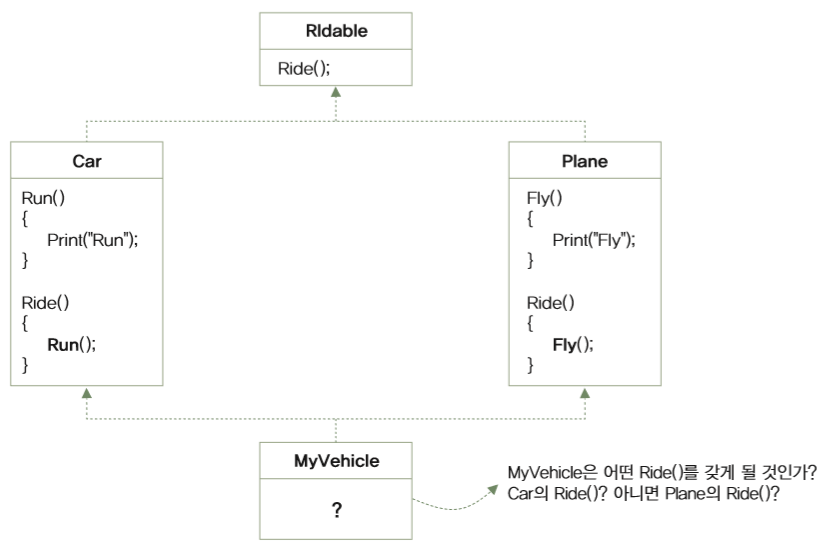 RIdable
Ride();
Car
Run()
{
Print("Run");
}
Ride()
{
Run();
}
Plane
Fly()
{
Print("Fly");
}
Ride()
{
Fly();
}
MyVehicle
?
MyVehicle은 어떤 Ride()를 갖게 될 것인가?
Car의 Ride()? 아니면 Plane의 Ride()?